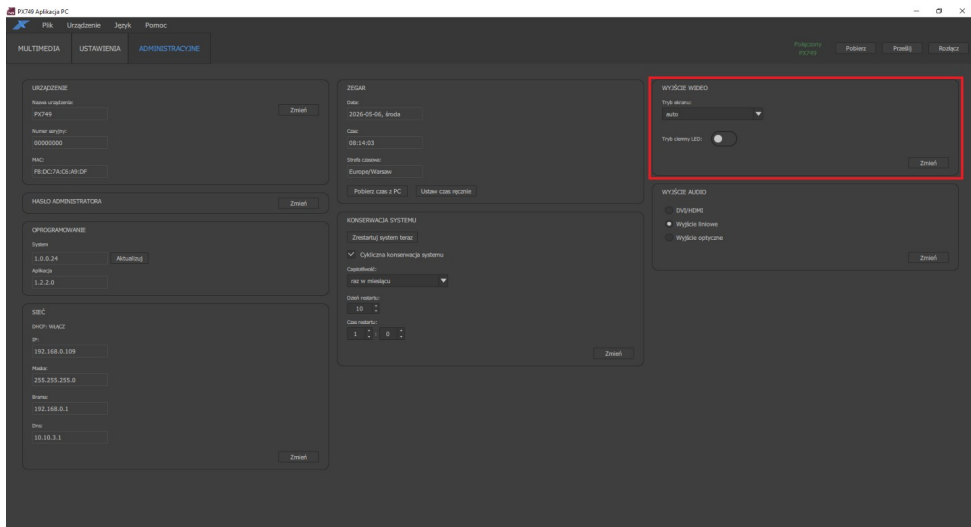 PX749 Aplikacja PC
Plik Urządzenie Język Pomoc
MULTIMEDIA USTAWIENIA ADMINISTRACYJNE
Połączony
PX749
Pobierz Prześlij Rozłącz
URZĄDZENIE
Nazwa urządzenia:
PX749
Zmień
Numer seryjny:
00000000
MAC:
F8:DC:7A:C6:A9:DF
HASŁO ADMINISTRATORA
Zmień
OPROGRAMOWANIE
System
1.0.0.24 Aktualizuj
Aplikacja
1.2.2.0
SIEĆ
DHCP: WŁĄCZ
IP:
192.168.0.109
Maska:
255.255.255.0
Brama:
192.168.0.1
Dns:
10.10.3.1
Zmień
ZEGAR
Data:
2026-05-06, środa
Czas:
08:14:03
Strefa czasowa:
Europe/Warsaw
Pobierz czas z PC Ustaw czas ręcznie
KONSERWACJA SYSTEMU
Zrestartuj system teraz
Cykliczna konserwacja systemu
Częstotliwość:
raz w miesiącu
Dzień restartu:
10
Czas restartu:
1 : 0
Zmień
WYJŚCIE WIDEO
Tryb ekranu:
auto
Tryb ciemny LED:
Zmień
WYJŚCIE AUDIO
DVI/HDMI
Wyjście liniowe
Wyjście optyczne
Zmień